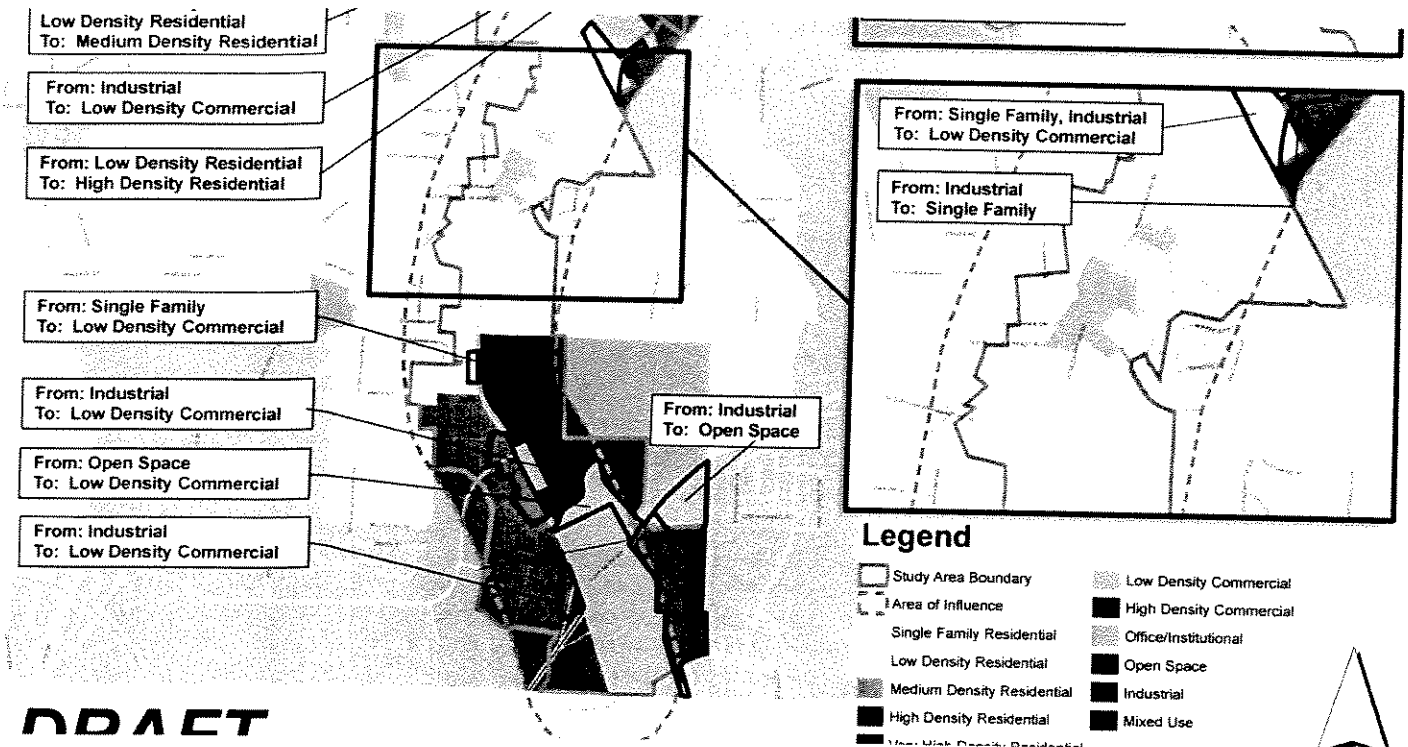 Low Density Residential
To: Medium Density Residential
From: Industrial
To: Low Density Commercial
From: Low Density Residential
To: High Density Residential
From: Single Family
To: Low Density Commercial
From: Industrial
To: Low Density Commercial
From: Open Space
To: Low Density Commercial
From: Industrial
To: Low Density Commercial
From: Industrial
To: Open Space
From: Single Family, Industrial
To: Low Density Commercial
From: Industrial
To: Single Family
Legend
Study Area Boundary
Area of Influence
Single Family Residential
Low Density Residential
Medium Density Residential
High Density Residential
Very High Density Residential
Low Density Commercial
High Density Commercial
Office/Institutional
Open Space
Industrial
Mixed Use
DRAFT